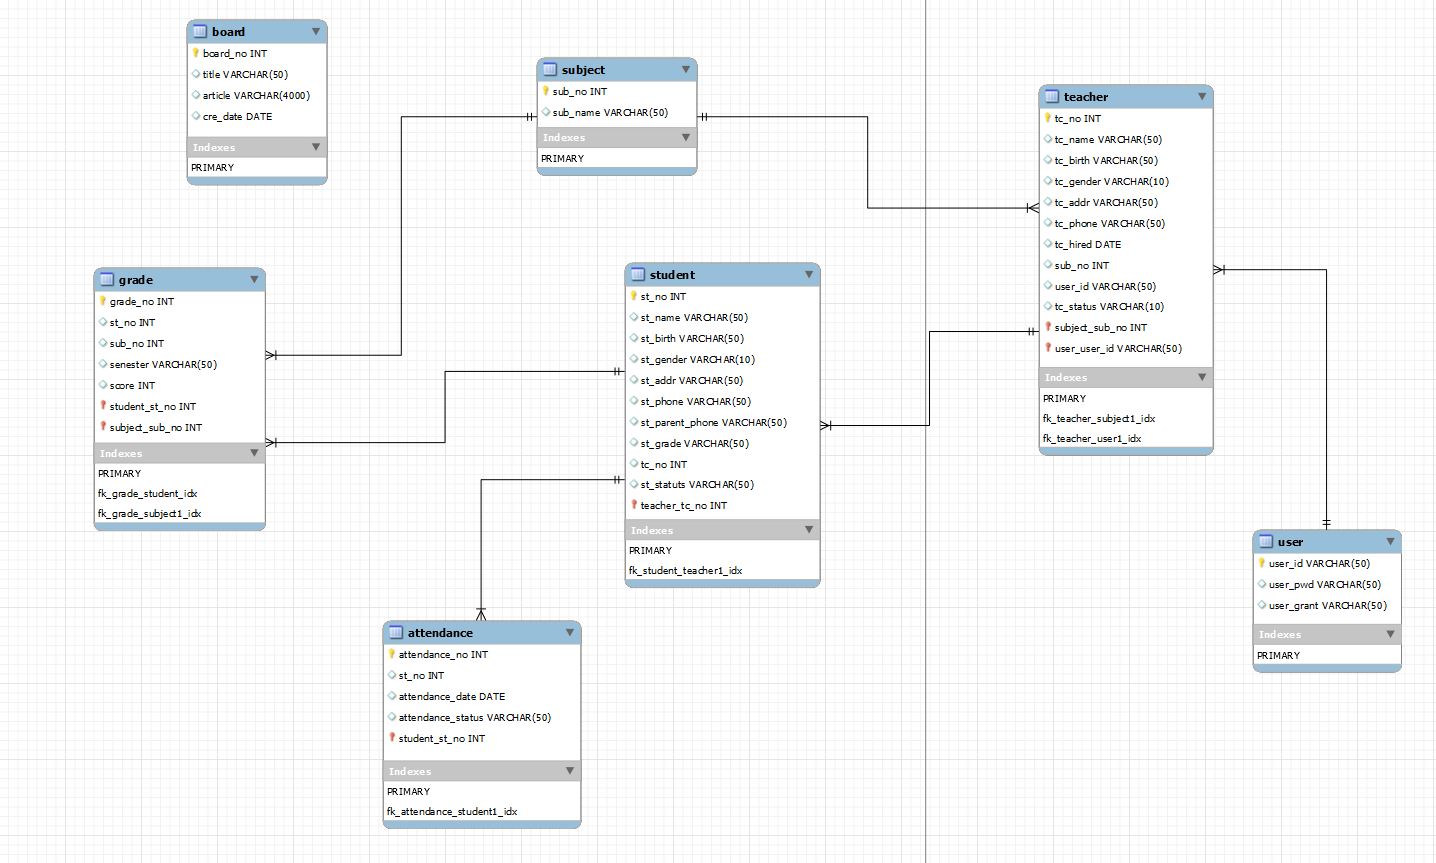 board
board_no INT
title VARCHAR(50)
article VARCHAR(4000)
cre_date DATE
Indexes
PRIMARY
subject
sub_no INT
sub_name VARCHAR(50)
Indexes
PRIMARY
teacher
tc_no INT
tc_name VARCHAR(50)
tc_birth VARCHAR(50)
tc_gender VARCHAR(10)
tc_addr VARCHAR(50)
tc_phone VARCHAR(50)
tc_hired DATE
sub_no INT
user_id VARCHAR(50)
tc_status VARCHAR(10)
subject_sub_no INT
user_user_id VARCHAR(50)
Indexes
PRIMARY
fk_teacher_subject1_idx
fk_teacher_user1_idx
grade
grade_no INT
st_no INT
sub_no INT
senester VARCHAR(50)
score INT
student_st_no INT
subject_sub_no INT
Indexes
PRIMARY
fk_grade_student_idx
fk_grade_subject1_idx
student
st_no INT
st_name VARCHAR(50)
st_birth VARCHAR(50)
st_gender VARCHAR(10)
st_addr VARCHAR(50)
st_phone VARCHAR(50)
st_parent_phone VARCHAR(50)
st_grade VARCHAR(50)
tc_no INT
st_statuts VARCHAR(50)
teacher_tc_no INT
Indexes
PRIMARY
fk_student_teacher1_idx
user
user_id VARCHAR(50)
user_pwd VARCHAR(50)
user_grant VARCHAR(50)
Indexes
PRIMARY
attendance
attendance_no INT
st_no INT
attendance_date DATE
attendance_status VARCHAR(50)
student_st_no INT
Indexes
PRIMARY
fk_attendance_student1_idx